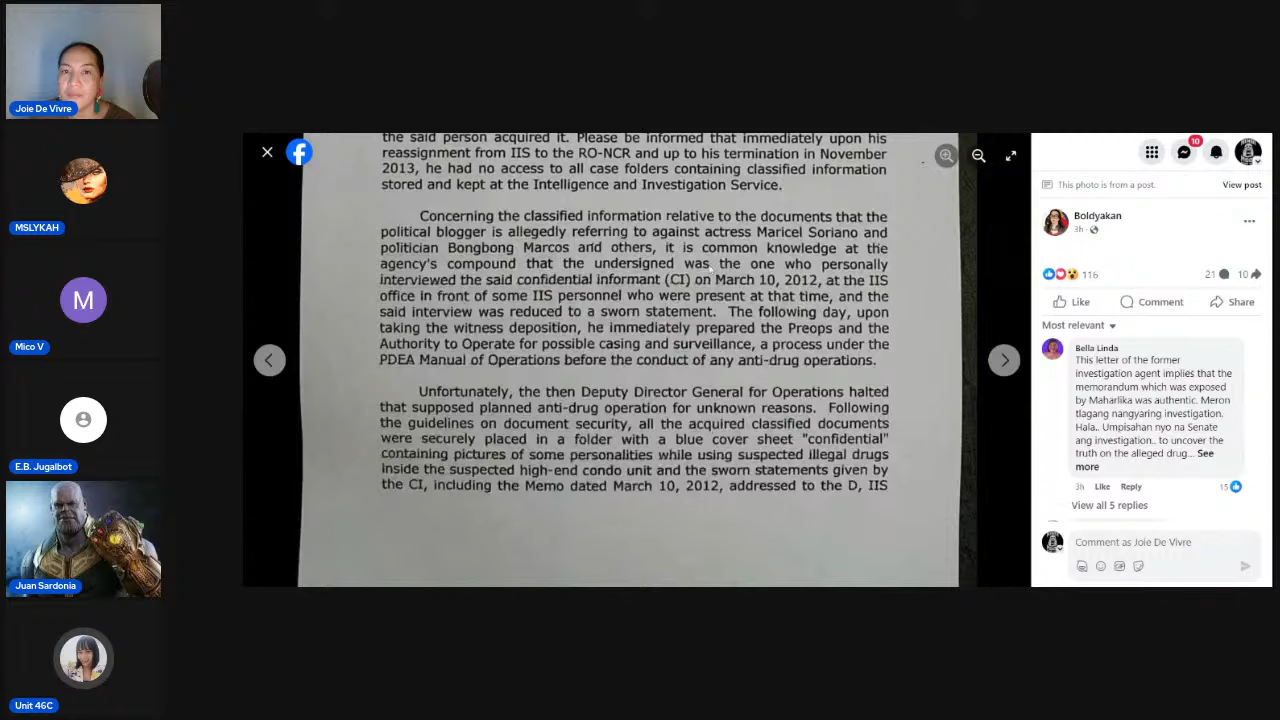 Joie De Vivre
MSLYKAH
M
Mico V
E.B. Jugalbot
Juan Sardonia
Unit 46C
the said person acquired it. Please be informed that immediately upon his
reassignment from IIS to the RO-NCR and up to his termination in November
2013, he had no access to all case folders containing classified information
stored and kept at the Intelligence and Investigation Service.
Concerning the classified information relative to the documents that the
political blogger is allegedly referring to against actress Maricel Soriano and
politician Bongbong Marcos and others, it is common knowledge at the
agency's compound that the undersigned was the one who personally
interviewed the said confidential informant (CI) on March 10, 2012, at the IIS
office in front of some IIS personnel who were present at that time, and the
said interview was reduced to a sworn statement. The following day, upon
taking the witness deposition, he immediately prepared the Preops and the
Authority to Operate for possible casing and surveillance, a process under the
PDEA Manual of Operations before the conduct of any anti-drug operations.
Unfortunately, the then Deputy Director General for Operations halted
that supposed planned anti-drug operation for unknown reasons. Following
the guidelines on document security, all the acquired classified documents
were securely placed in a folder with a blue cover sheet "confidential"
containing pictures of some personalities while using suspected illegal drugs
inside the suspected high-end condo unit and the sworn statements given by
the CI, including the Memo dated March 10, 2012, addressed to the D, IIS
10
This photo is from a post.
View post
Boldyakan
3h
116
21
10
Like
Comment
Share
Most relevant
Bella Linda
This letter of the former
investigation agent implies that the
memorandum which was exposed
by Maharlika was authentic. Meron
tlagang nangyaring investigation.
Hala.. Umpisahan nyo na Senate
ang investigation.. to uncover the
truth on the alleged drug... See
more
3h Like Reply 15
View all 5 replies
Comment as Joie De Vivre